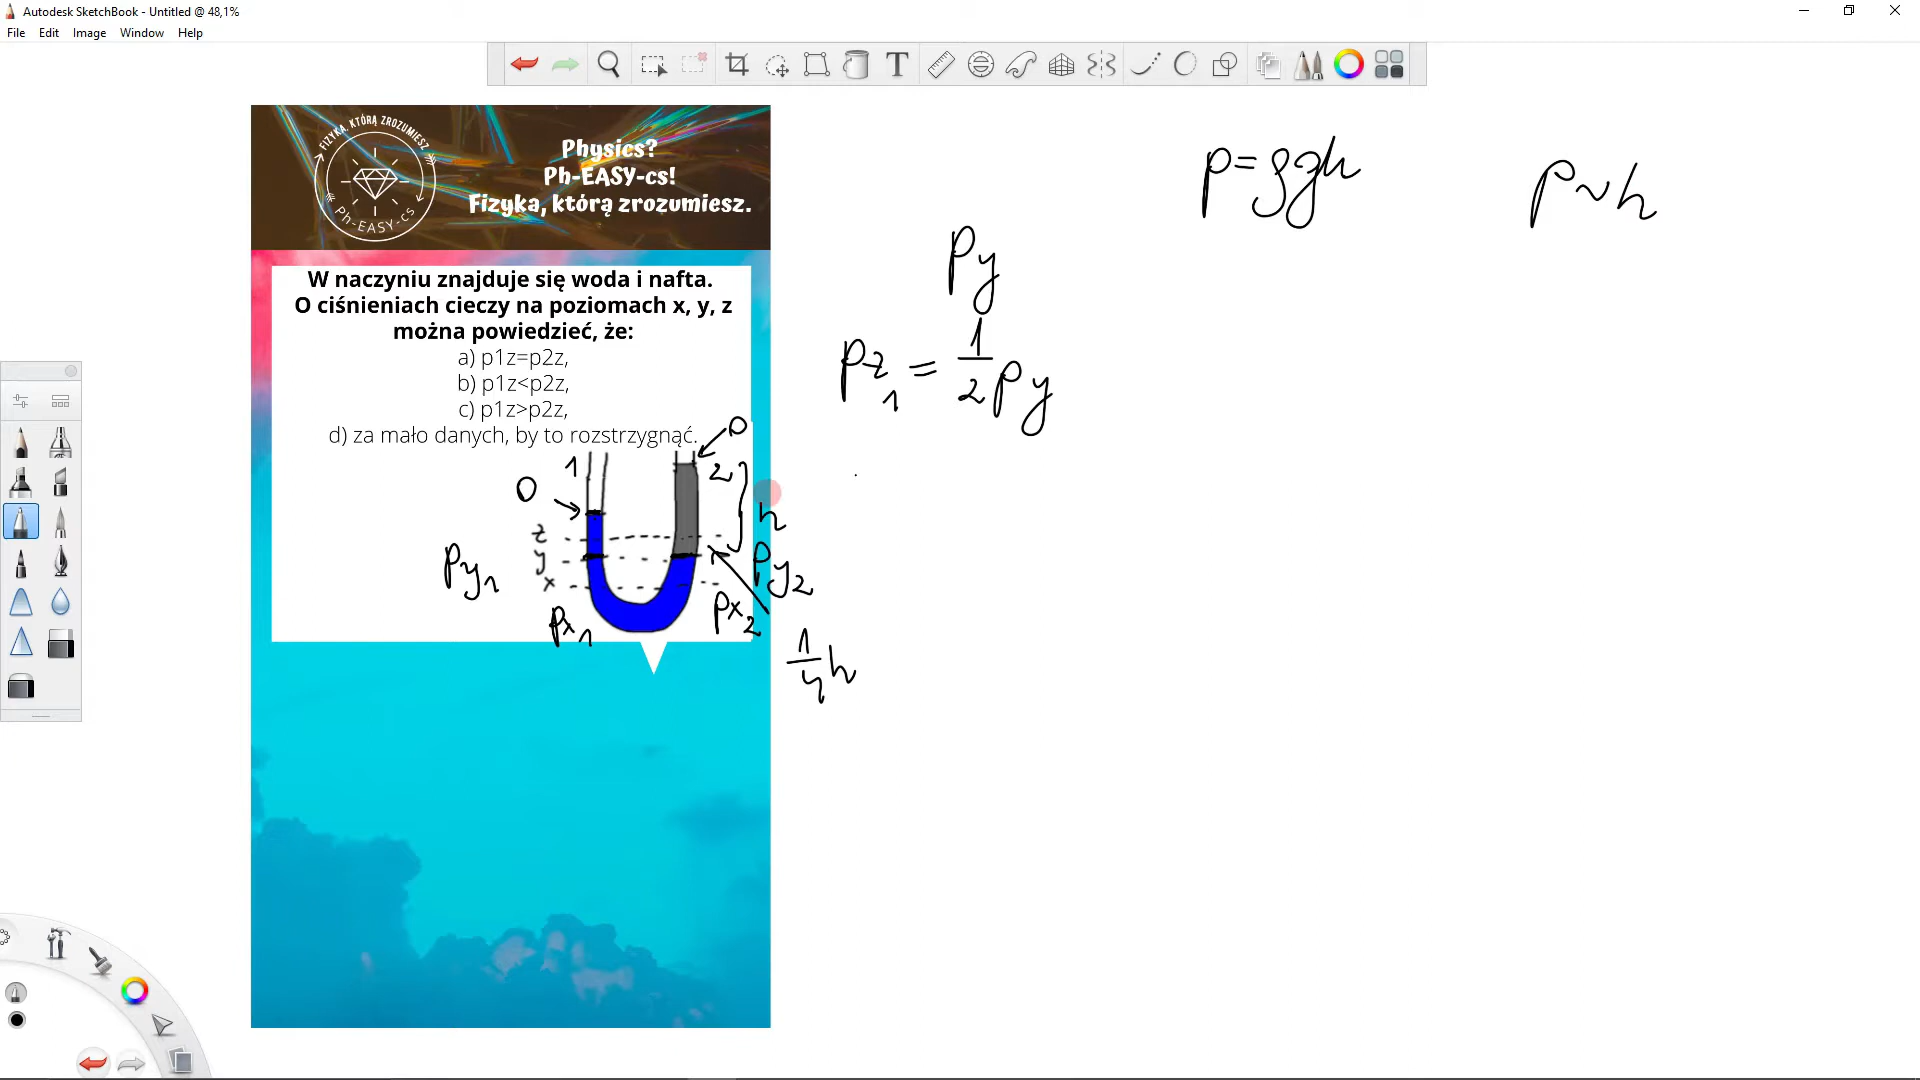 Autodesk SketchBook - Untitled @ 48,1%
File Edit Image Window Help
T
FIZYKA, KTÓRĄ ZROZUMIESZ
Ph-EASY-cs
Physics?
Ph-EASY-cs!
Fizyka, którą zrozumiesz.
W naczyniu znajduje się woda i nafta.
O ciśnieniach cieczy na poziomach x, y, z
można powiedzieć, że:
a) p1z=p2z,
b) p1z<p2z,
c) p1z>p2z,
d) za mało danych, by to rozstrzygnąć.
0
1
2
0
h
z
y
x
py1
py2
px1
px2
1/4 h
py
pz1 = 1/2 py
p=ρgh
p~h